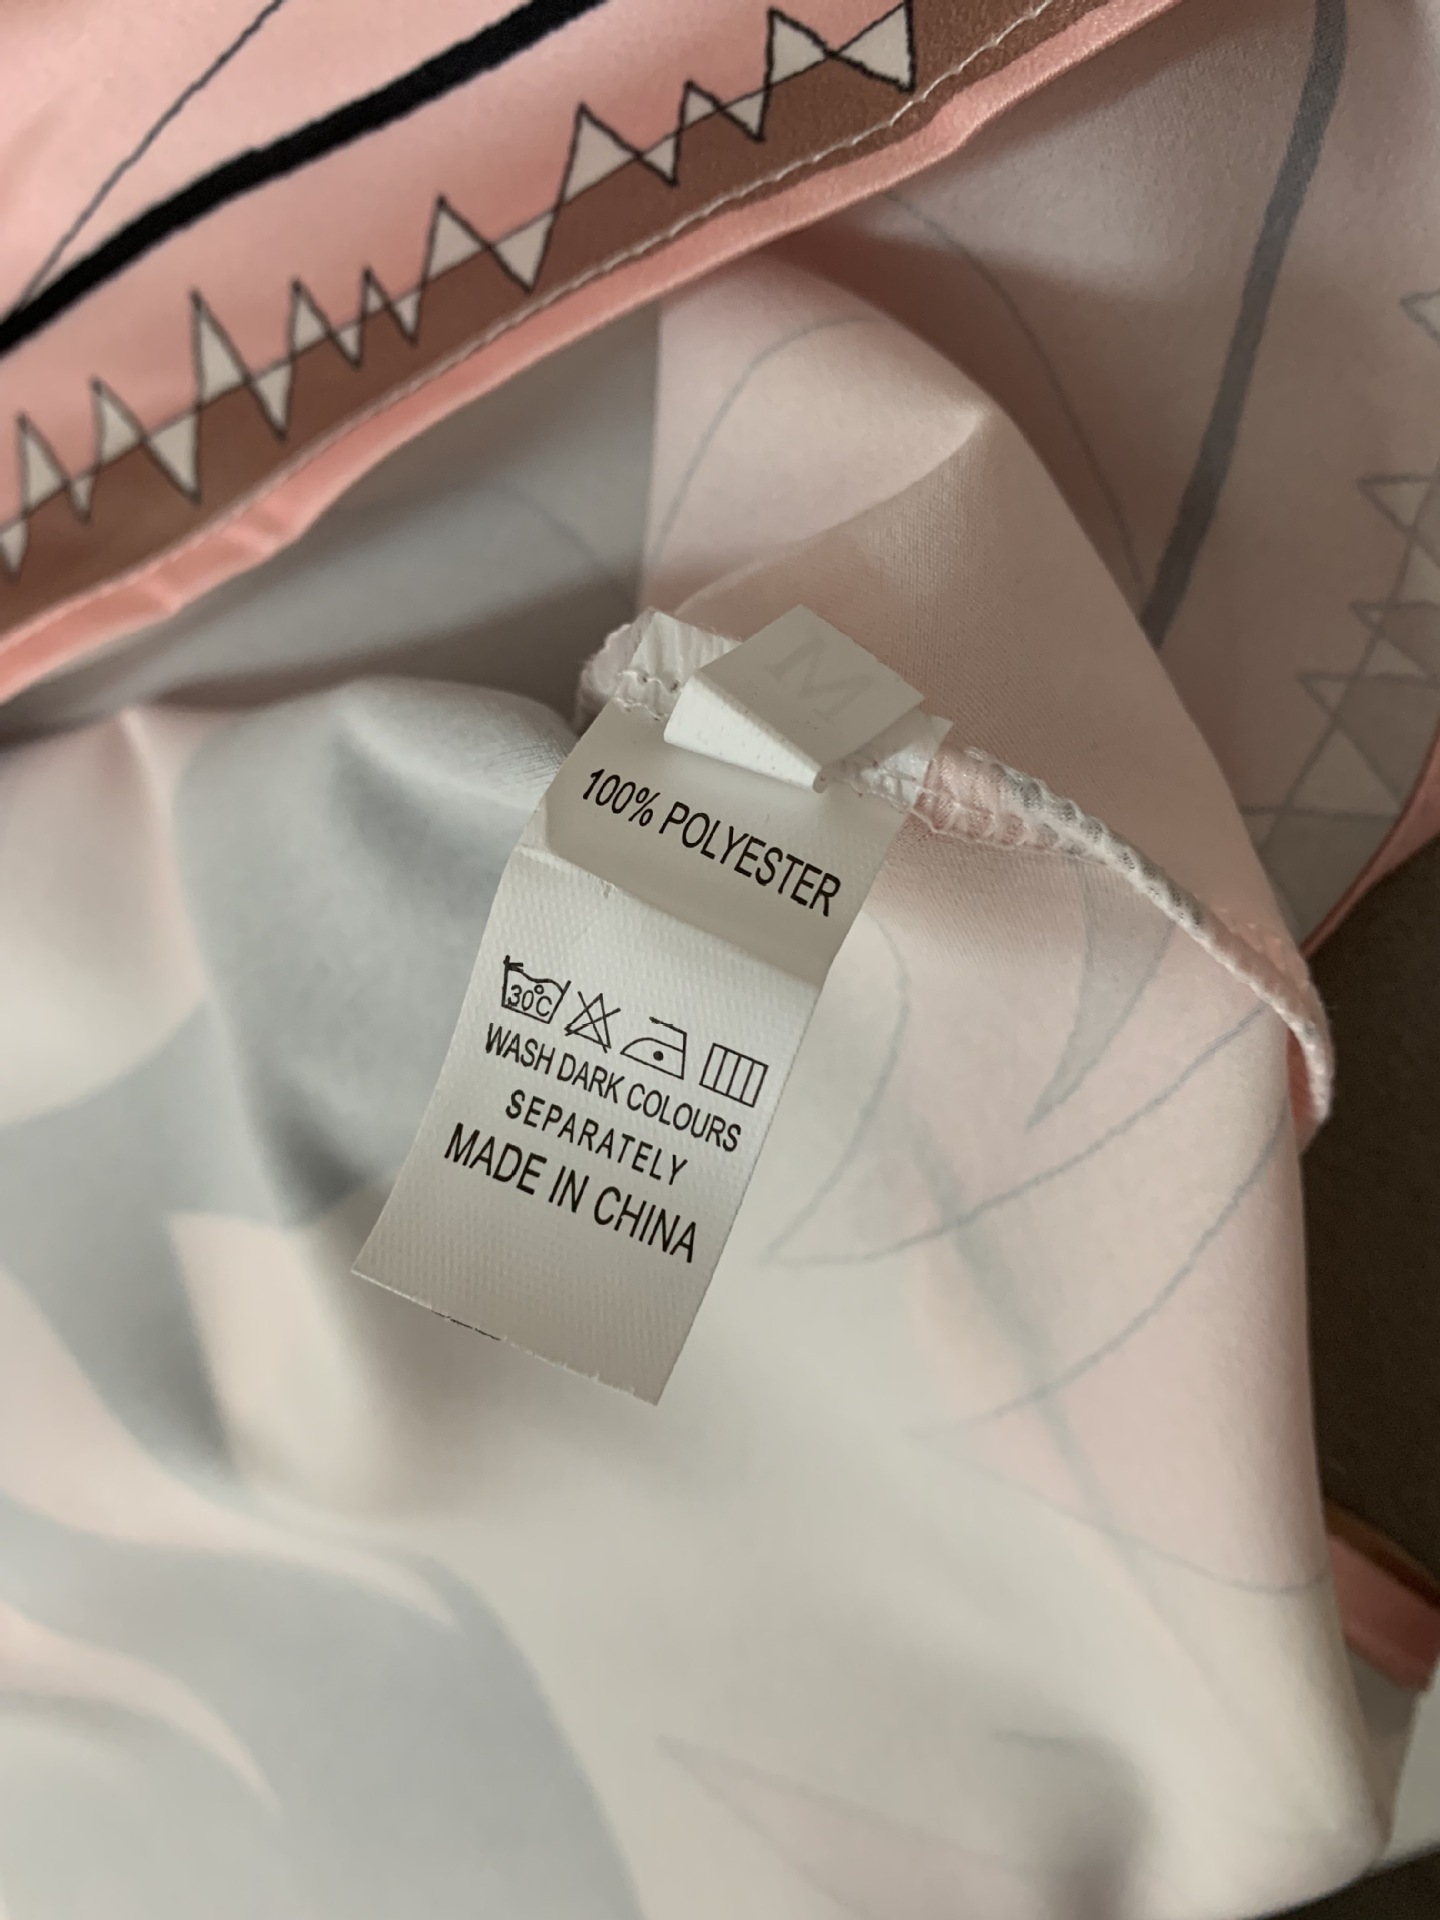 M
100% POLYESTER
30°C
WASH DARK COLOURS
SEPARATELY
MADE IN CHINA